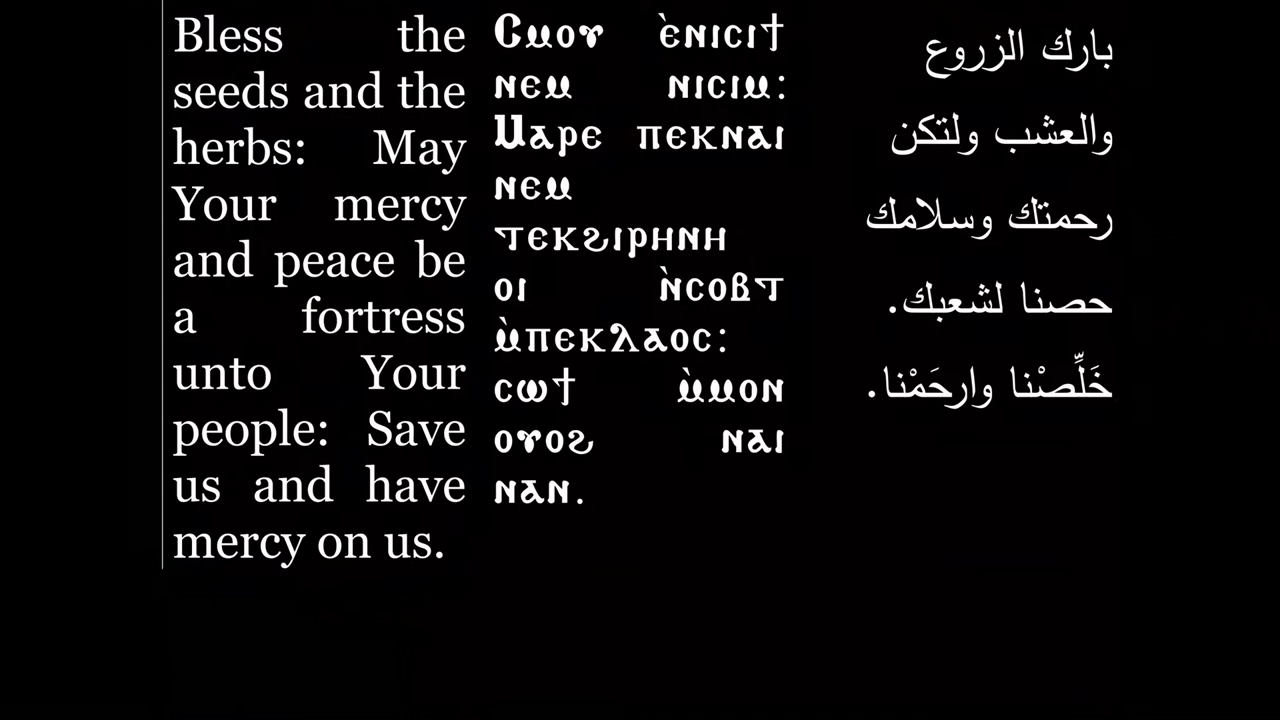 Bless the
seeds and the
herbs: May
Your mercy
and peace be
a fortress
unto Your
people: Save
us and have
mercy on us.
Ⲥⲙⲟⲩ ⲉ̀ⲛⲓⲥⲓϯ
ⲛⲉⲙ ⲛⲓⲥⲓⲙ:
Ⲙⲁⲣⲉ ⲡⲉⲕⲛⲁⲓ
ⲛⲉⲙ
ⲧⲉⲕϩⲓⲣⲏⲛⲏ
ⲟⲓ ⲛ̀ⲥⲟⲃⲧ
ⲙ̀ⲡⲉⲕⲗⲁⲟⲥ:
ⲥⲱϯ ⲙ̀ⲙⲟⲛ
ⲟⲩⲟϩ ⲛⲁⲓ
ⲛⲁⲛ.
بارك الزروع
والعشب ولتكن
رحمتك وسلامك
حصنا لشعبك.
خَلِّصْنا وارحَمْنا.